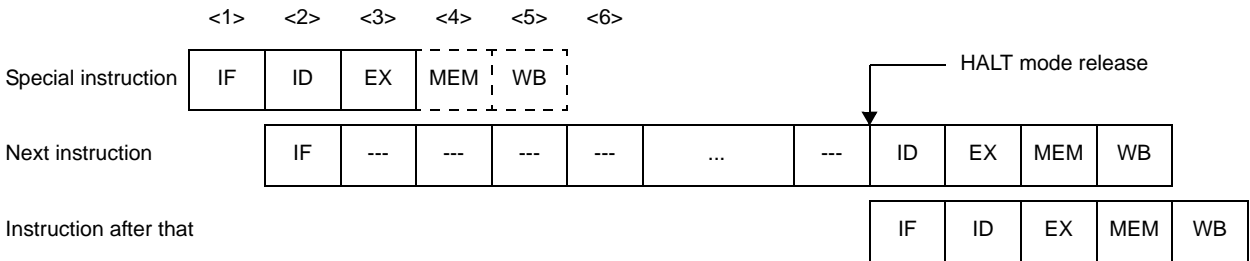 <1> <2> <3> <4> <5> <6>
HALT mode release
Special instruction IF ID EX MEM WB
Next instruction IF --- --- --- --- ... --- ID EX MEM WB
Instruction after that IF ID EX MEM WB